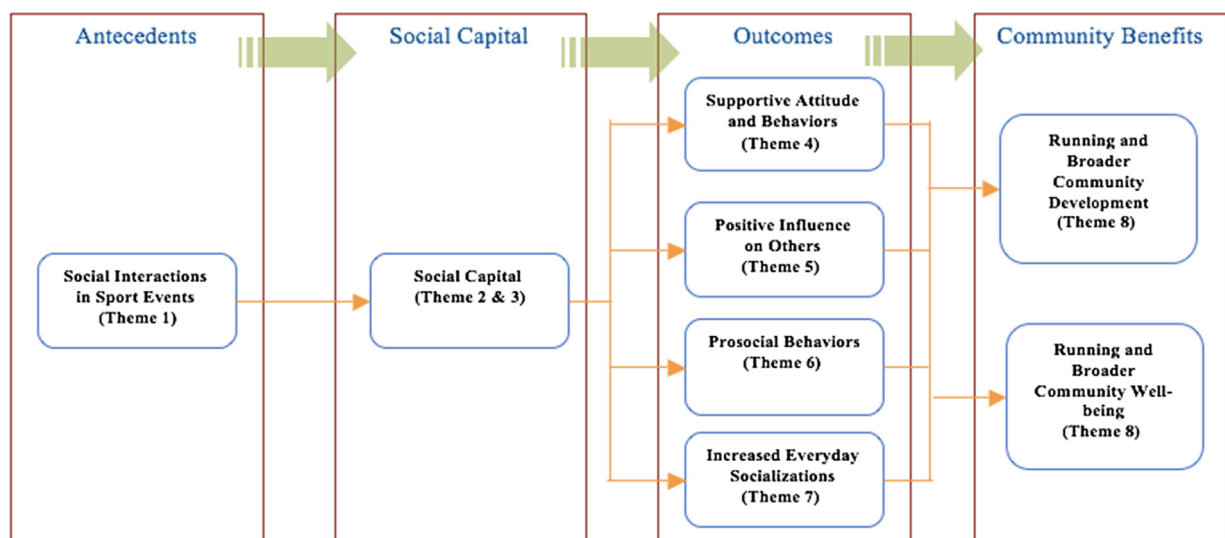 Antecedents
Social Capital
Outcomes
Community Benefits
Social Interactions
in Sport Events
(Theme 1)
Social Capital
(Theme 2 & 3)
Supportive Attitude
and Behaviors
(Theme 4)
Positive Influence
on Others
(Theme 5)
Prosocial Behaviors
(Theme 6)
Increased Everyday
Socializations
(Theme 7)
Running and
Broader
Community
Development
(Theme 8)
Running and
Broader
Community Well-
being
(Theme 8)